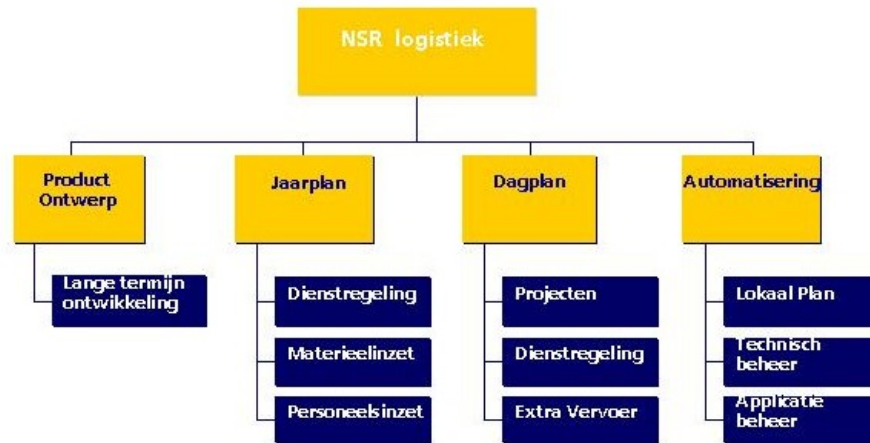 NSR logistiek
Product
Ontwerp
Jaarplan
Dagplan
Automatisering
Lange termijn
ontwikkeling
Dienstregeling
Materieelinzet
Personeelsinzet
Projecten
Dienstregeling
Extra Vervoer
Lokaal Plan
Technisch
beheer
Applicatie
beheer